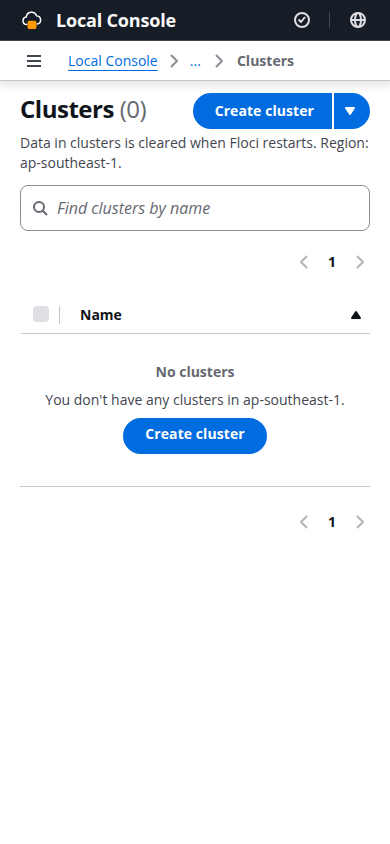 Local Console
Local Console
...
Clusters
Clusters (0)
Create cluster
Data in clusters is cleared when Floci restarts. Region:
ap-southeast-1.
Find clusters by name
1
Name
No clusters
You don't have any clusters in ap-southeast-1.
Create cluster
1